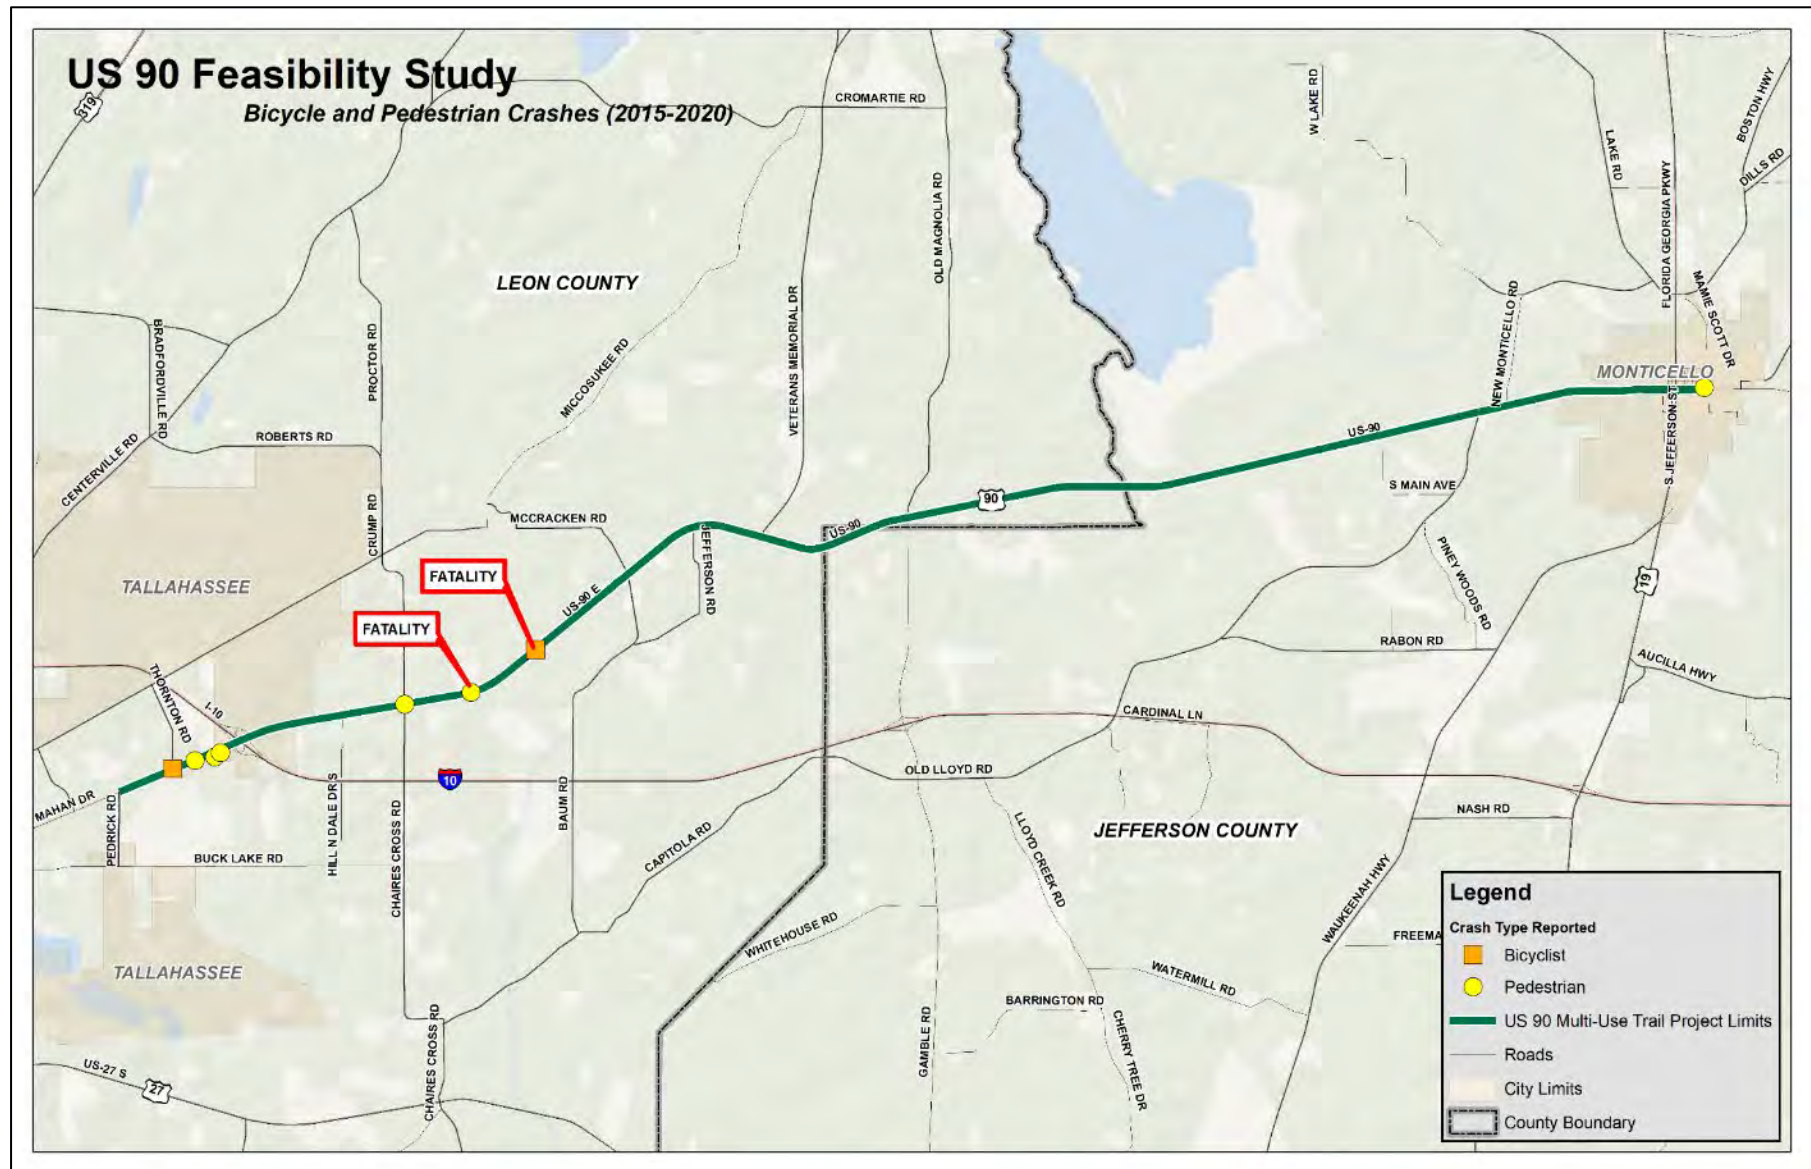 US 90 Feasibility Study
Bicycle and Pedestrian Crashes (2015-2020)
319
CROMARTIE RD
W LAKE RD
BOSTON HWY
LAKE RD
DILLS RD
FLORIDA GEORGIA PKWY
OLD MAGNOLIA RD
LEON COUNTY
MAMIE SCOTT DR
VETERANS MEMORIAL DR
NEW MONTICELLO RD
BRADFORDVILLE RD
PROCTOR RD
MICCOSUKEE RD
MONTICELLO
ROBERTS RD
US-90
S JEFFERSON ST
CENTERVILLE RD
S MAIN AVE
90
CRUMP RD
MCCRACKEN RD
US-90
JEFFERSON RD
PINEY WOODS RD
FATALITY
TALLAHASSEE
19
US-90 E
FATALITY
RABON RD
AUCILLA HWY
THORNTON RD
I-10
CARDINAL LN
OLD LLOYD RD
10
MAHAN DR
PEDRICK RD
HILL N DALE DR S
BAUM RD
NASH RD
CAPITOLA RD
LLOYD CREEK RD
JEFFERSON COUNTY
BUCK LAKE RD
CHAIRES CROSS RD
WAUKEENAH HWY
WHITEHOUSE RD
FREEMA
TALLAHASSEE
WATERMILL RD
BARRINGTON RD
GAMBLE RD
CHERRY TREE DR
CHAIRES CROSS RD
US-27 S
27
Legend
Crash Type Reported
Bicyclist
Pedestrian
US 90 Multi-Use Trail Project Limits
Roads
City Limits
County Boundary